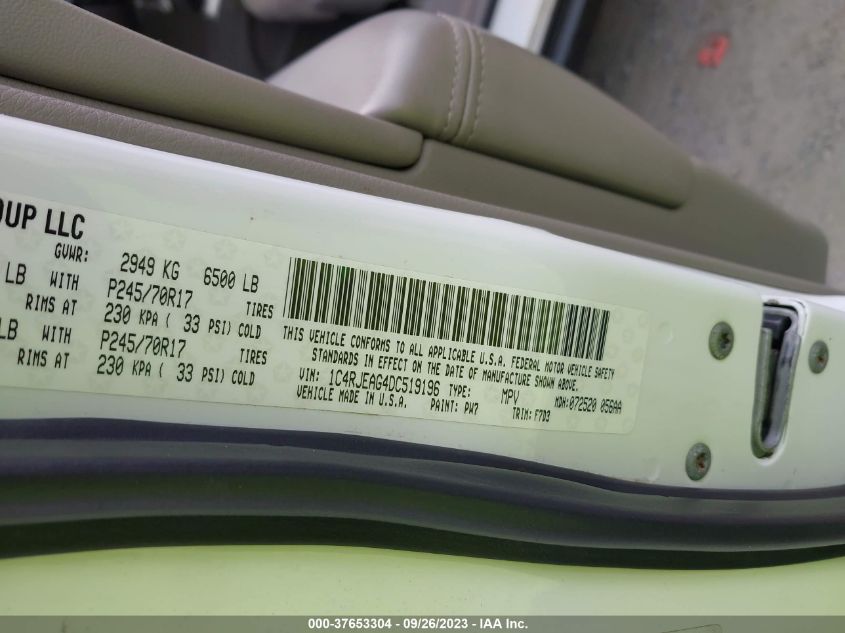 OUP LLC
GVWR: 2949 KG 6500 LB
LB WITH P245/70R17 TIRES
RIMS AT 230 KPA ( 33 PSI) COLD
LB WITH P245/70R17 TIRES
RIMS AT 230 KPA ( 33 PSI) COLD
THIS VEHICLE CONFORMS TO ALL APPLICABLE U.S.A. FEDERAL MOTOR VEHICLE SAFETY
STANDARDS IN EFFECT ON THE DATE OF MANUFACTURE SHOWN ABOVE.
VIN: 1C4RJEAG4DC519196 TYPE: MPV MDH:072520 056AA
VEHICLE MADE IN U.S.A. PAINT: PW7 TRIM: F7D3
000-37653304 - 09/26/2023 - IAA Inc.